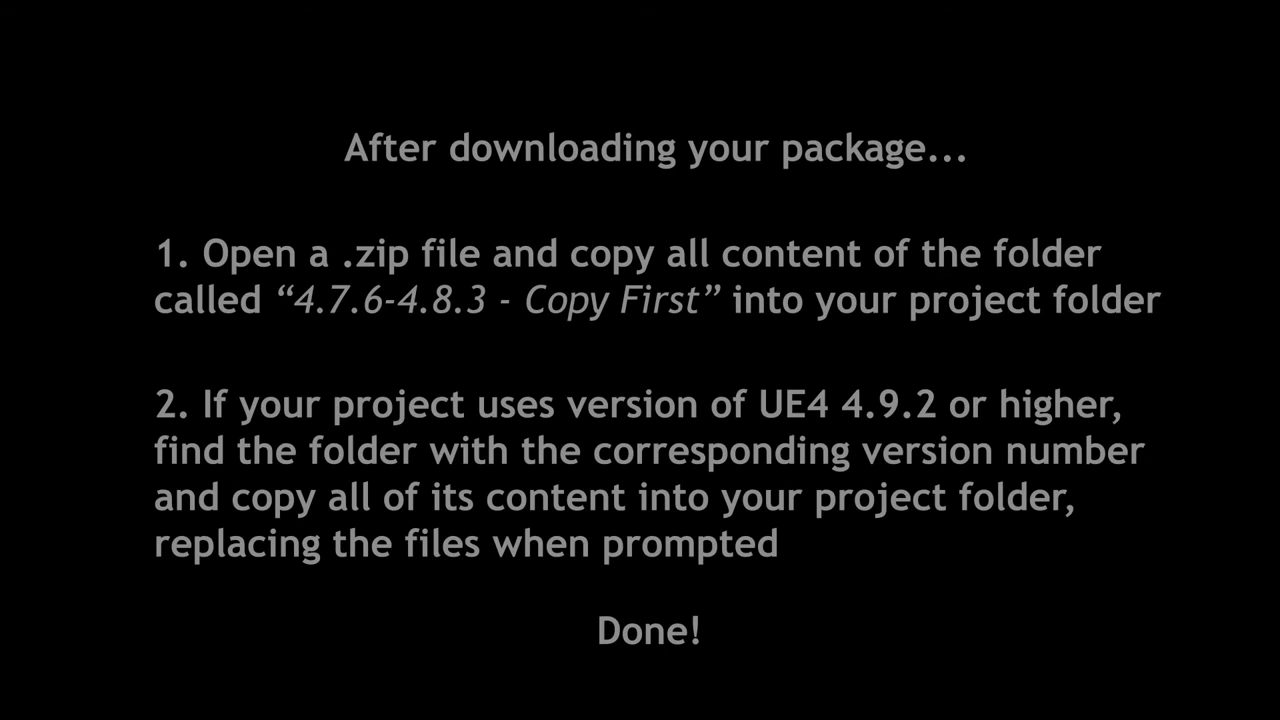 After downloading your package...
1. Open a .zip file and copy all content of the folder
called “4.7.6-4.8.3 - Copy First” into your project folder
2. If your project uses version of UE4 4.9.2 or higher,
find the folder with the corresponding version number
and copy all of its content into your project folder,
replacing the files when prompted
Done!